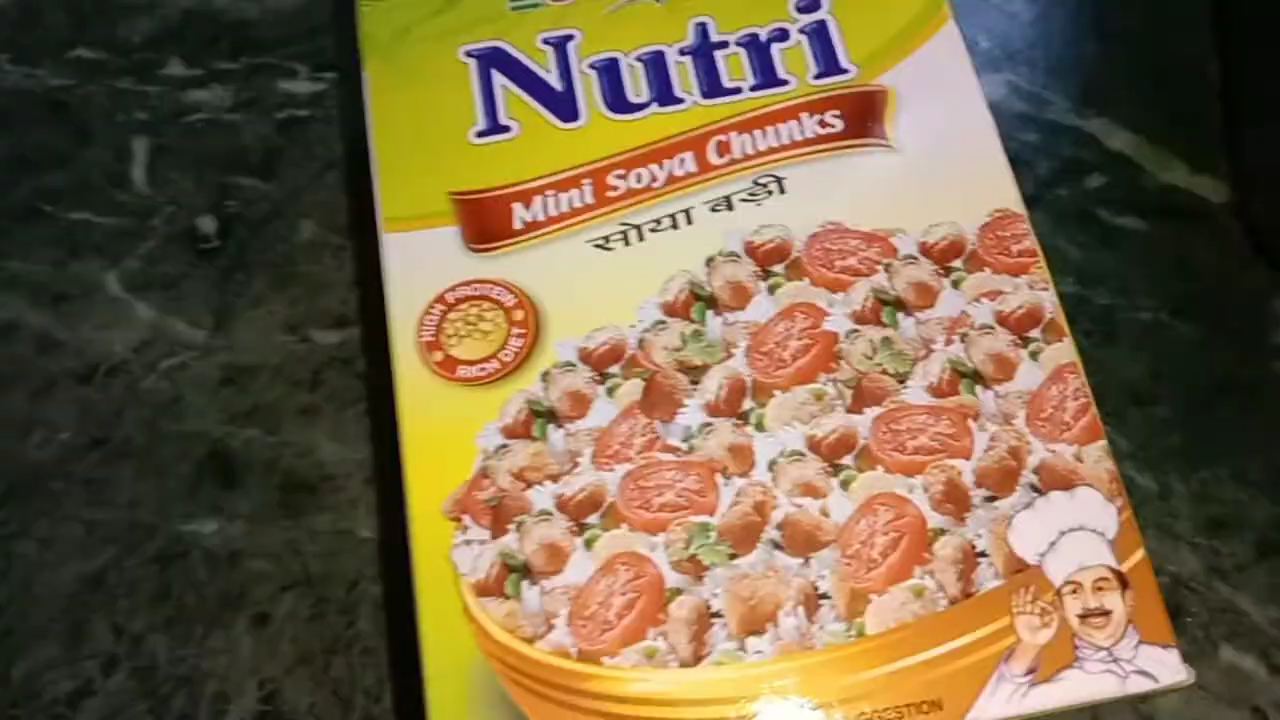 Nutri
Mini Soya Chunks
सोया बड़ी
HIGH PROTEIN
RICH DIET